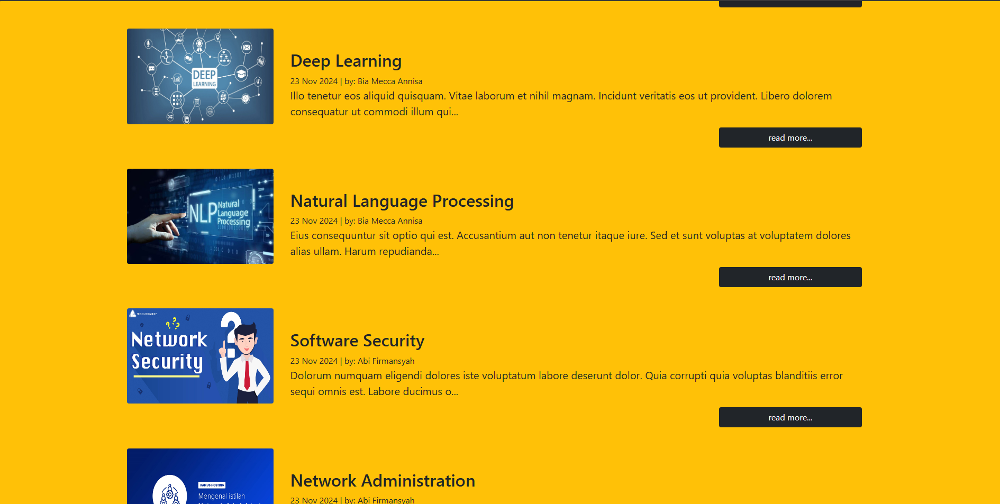 DEEP
LEARNING
Deep Learning
23 Nov 2024 | by: Bia Mecca Annisa
Illo tenetur eos aliquid quisquam. Vitae laborum et nihil magnam. Incidunt veritatis eos ut provident. Libero dolorem
consequatur ut commodi illum qui...
read more...
NLP
Natural
Language
Processing
Natural Language Processing
23 Nov 2024 | by: Bia Mecca Annisa
Eius consequuntur sit optio qui est. Accusantium aut non tenetur itaque iure. Sed et sunt voluptas at voluptatem dolores
alias ullam. Harum repudianda...
read more...
???
Network
Security
?
Software Security
23 Nov 2024 | by: Abi Firmansyah
Dolorum numquam eligendi dolores iste voluptatum labore deserunt dolor. Quia corrupti quia voluptas blanditiis error
sequi omnis est. Labore ducimus o...
read more...
KAMUS HOSTING
Mengenal istilah
Network Administration
23 Nov 2024 | by: Abi Firmansyah